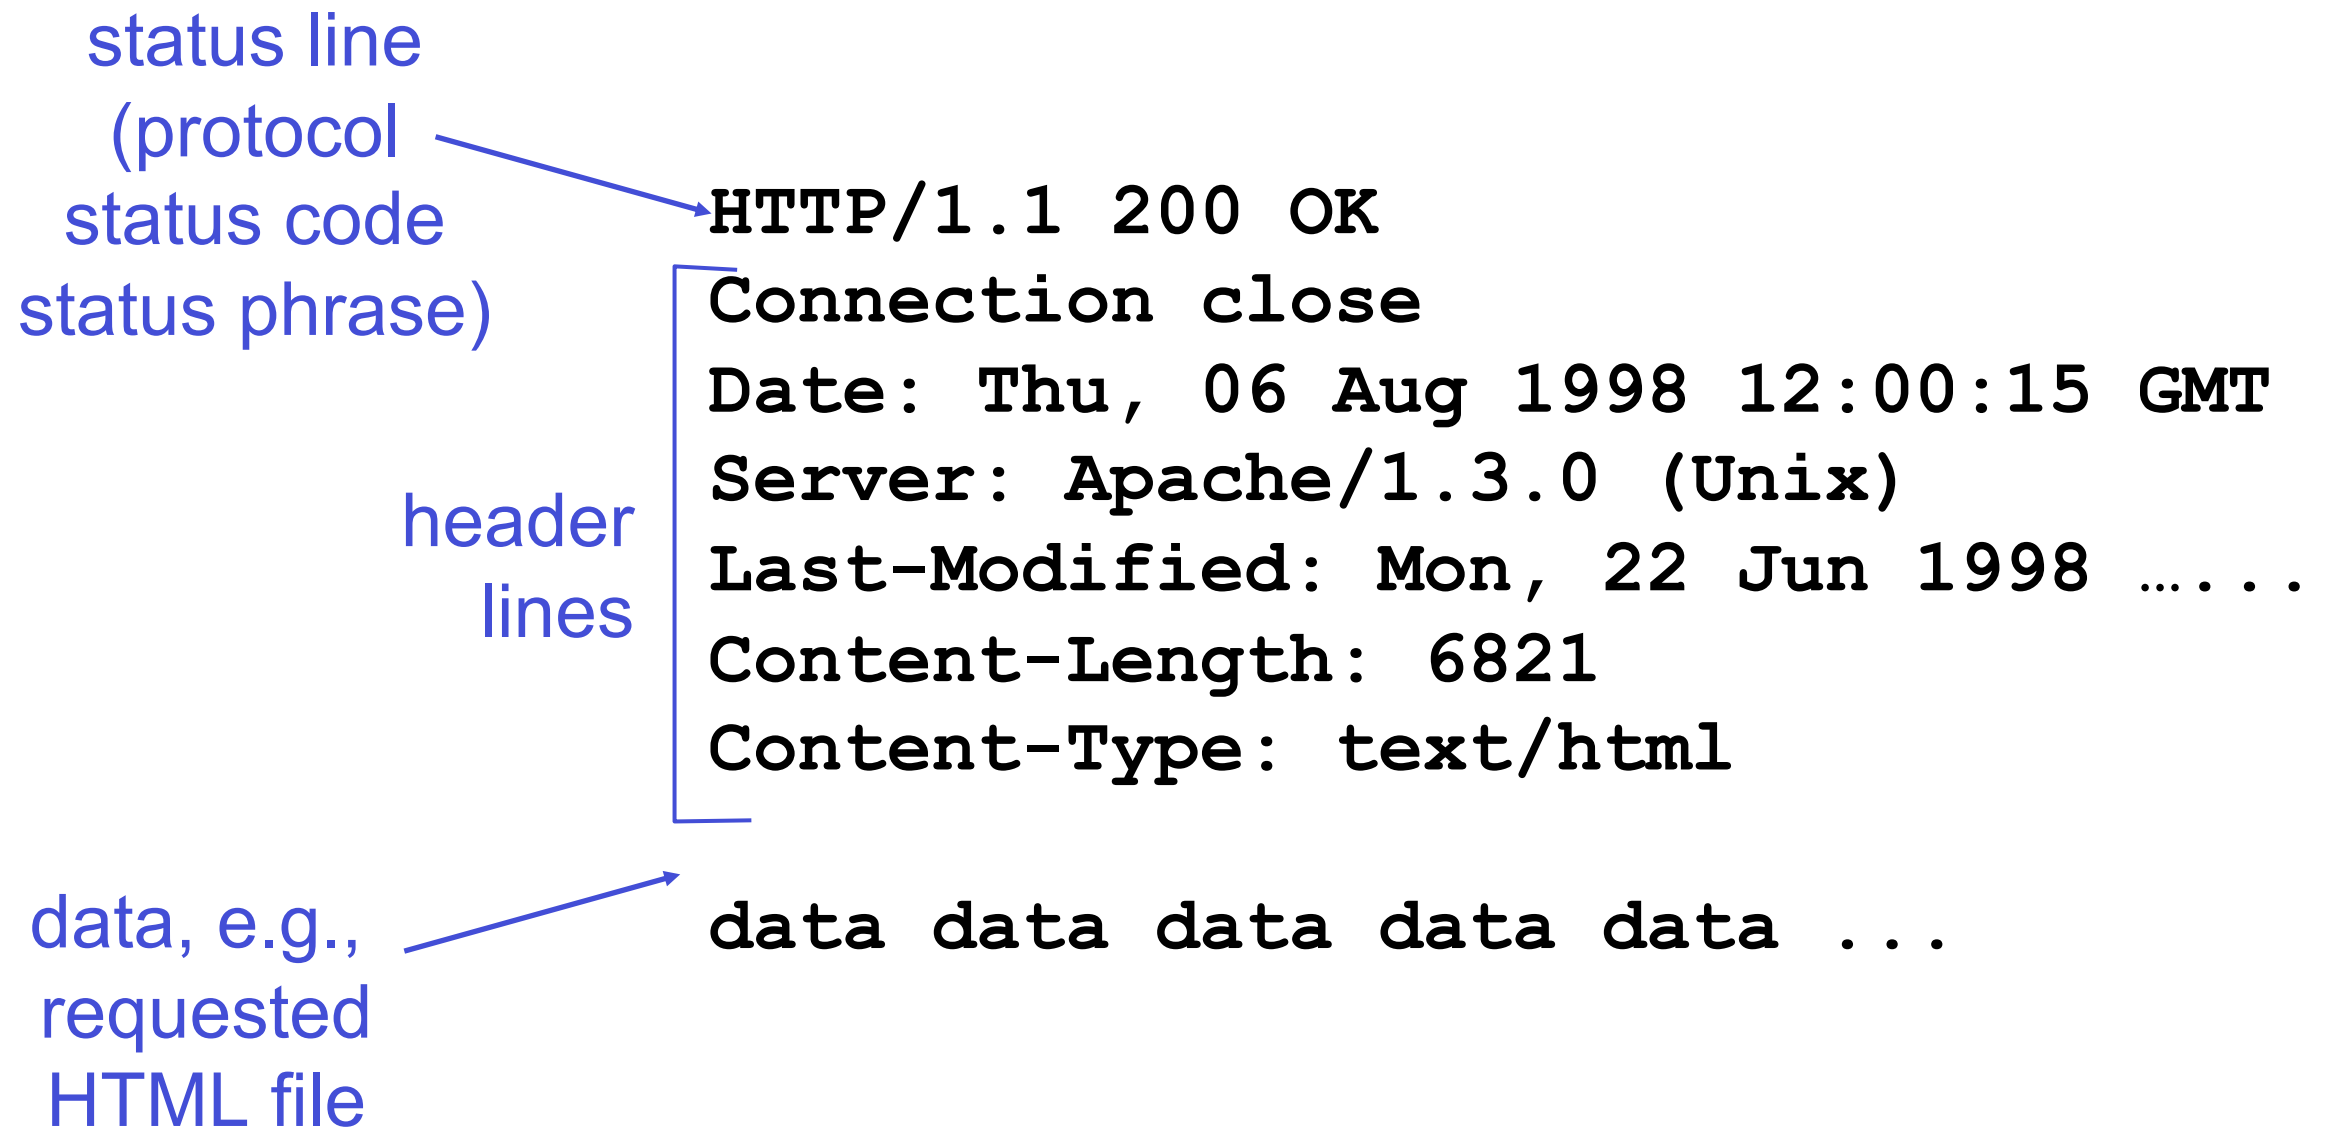 status line
(protocol
status code
status phrase)
HTTP/1.1 200 OK
Connection close
Date: Thu, 06 Aug 1998 12:00:15 GMT
Server: Apache/1.3.0 (Unix)
Last-Modified: Mon, 22 Jun 1998 …...
Content-Length: 6821
Content-Type: text/html
header
lines
data, e.g.,
requested
HTML file
data data data data data ...